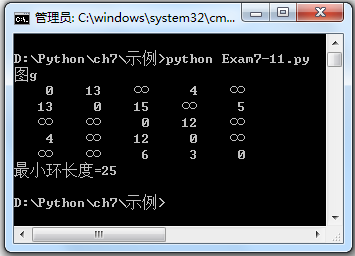 管理员: C:\windows\system32\cm...
D:\Python\ch7\示例>python Exam7-11.py
图g
0 13 ∞ 4 ∞
13 0 15 ∞ 5
∞ ∞ 0 12 ∞
4 ∞ 12 0 ∞
∞ ∞ 6 3 0
最小环长度=25
D:\Python\ch7\示例>